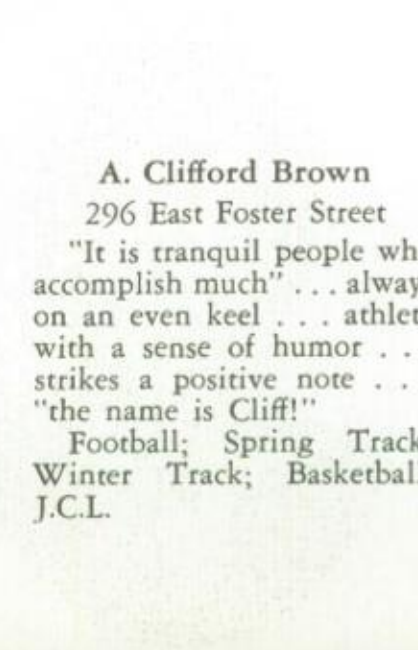 A. Clifford Brown
296 East Foster Street
"It is tranquil people wh
accomplish much" . . . alway
on an even keel . . . athlet
with a sense of humor . .
strikes a positive note . .
"the name is Cliff!"
Football; Spring Track
Winter Track; Basketbal
J.C.L.